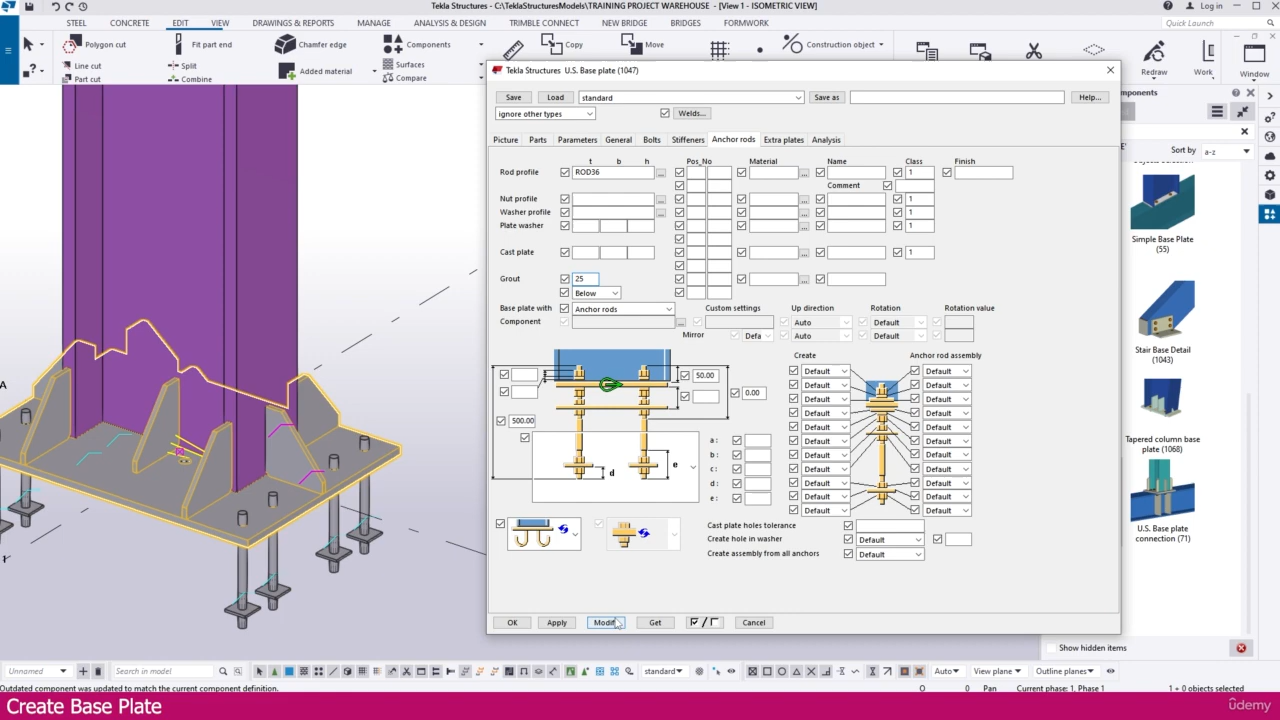 Tekla Structures - C:\TeklaStructuresModels\TRAINING PROJECT WAREHOUSE - [View 1 - ISOMETRIC VIEW]
Log in
STEEL CONCRETE EDIT VIEW DRAWINGS & REPORTS MANAGE ANALYSIS & DESIGN TRIMBLE CONNECT NEW BRIDGE BRIDGES FORMWORK
Quick Launch
Polygon cut
Fit part end
Chamfer edge
Components
Copy
Move
Construction object
Line cut
Split
Added material
Surfaces
Part cut
Combine
Compare
Redraw
Work
Window
Tekla Structures U.S. Base plate (1047)
Save Load standard Save as Help...
ignore other types Welds...
Picture Parts Parameters General Bolts Stiffeners Anchor rods Extra plates Analysis
t b h Pos_No Material Name Class Finish
Rod profile ROD36 ... ... 1
Comment
Nut profile ... ... 1
Washer profile ... ... 1
Plate washer ... 1
Cast plate ... 1
Grout 25 ...
Below
Base plate with Anchor rods Custom settings Up direction Rotation Rotation value
Component ... Auto Default
Mirror Defa Auto Default
Create Anchor rod assembly
50.00
0.00
500.00
Default Default
Default Default
Default Default
Default Default
Default Default
Default Default
Default Default
Default Default
Default Default
Default Default
Default Default
a :
b :
c :
d :
e :
d
e
Cast plate holes tolerance
Create hole in washer Default
Create assembly from all anchors Default
OK Apply Modif Get / Cancel
mponents
Sort by a-z
Simple Base Plate
(55)
Stair Base Detail
(1043)
Tapered column base
plate (1068)
U.S. Base plate
connection (71)
Show hidden items
A
Unnamed Search in model standard Auto View plane Outline planes
Outdated component was updated to match the current component definition.
O 0 Pan Current phase: 1, Phase 1 1 + 0 objects selected
Create Base Plate
ûdemy